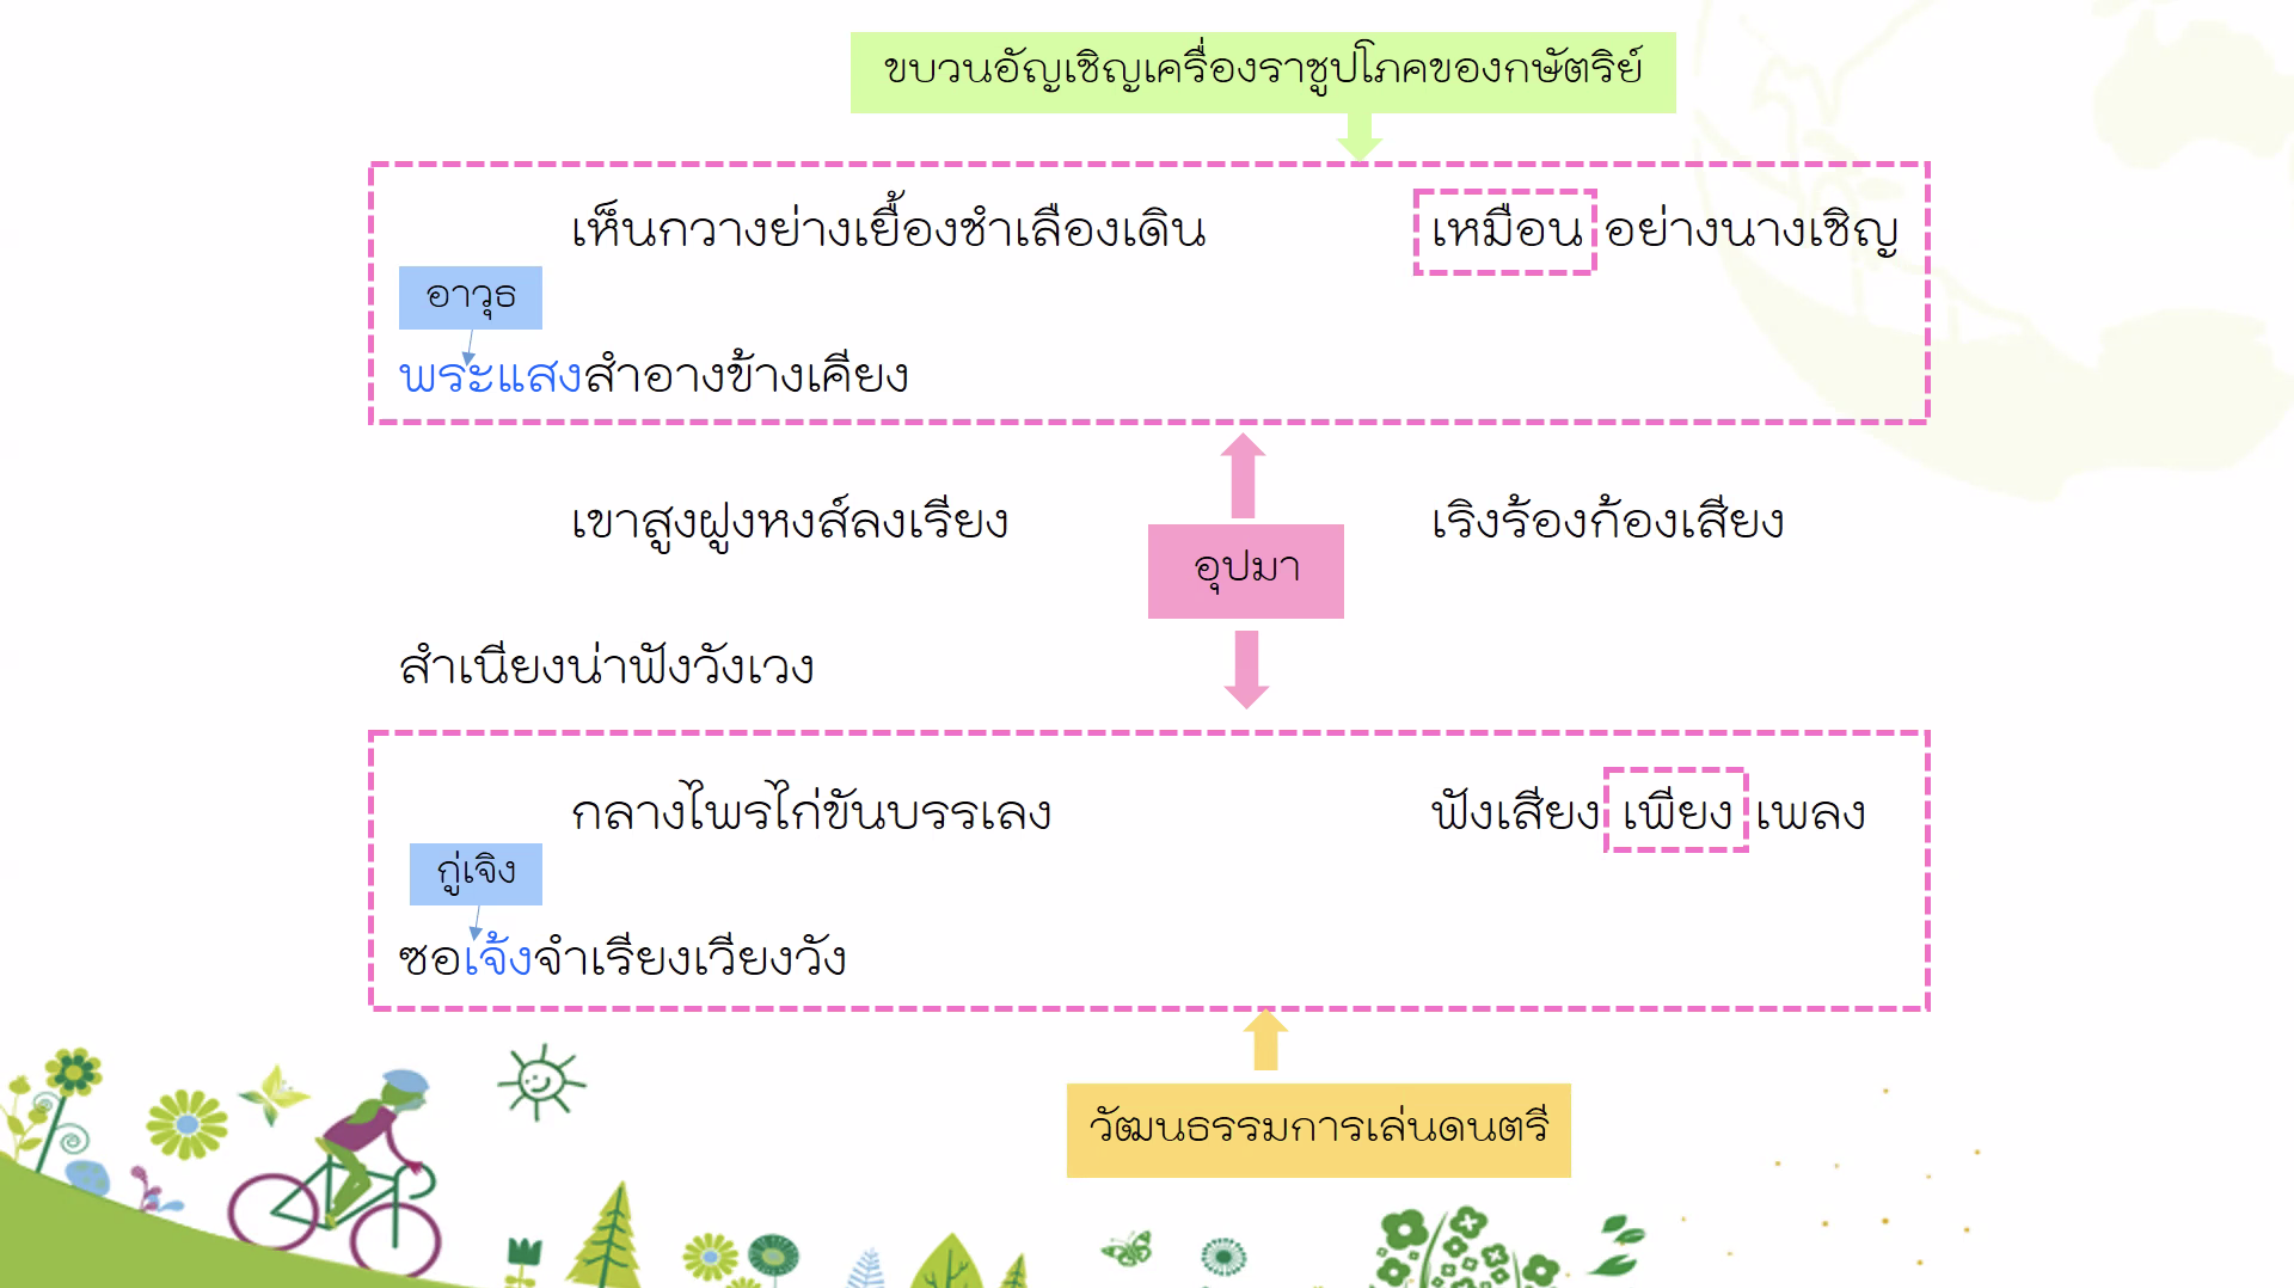 ขบวนอัญเชิญเครื่องราชูปโภคของกษัตริย์
เห็นกวางย่างเยื้องชำเลืองเดิน เหมือน อย่างนางเชิญ
อาวุธ
พระแสงสำอางข้างเคียง
เขาสูงฝูงหงส์ลงเรียง เริงร้องก้องเสียง
อุปมา
สำเนียงน่าฟังวังเวง
กลางไพรไก่ขันบรรเลง ฟังเสียง เพียง เพลง
กู่เจิง
ซอเจ้งจำเรียงเวียงวัง
วัฒนธรรมการเล่นดนตรี